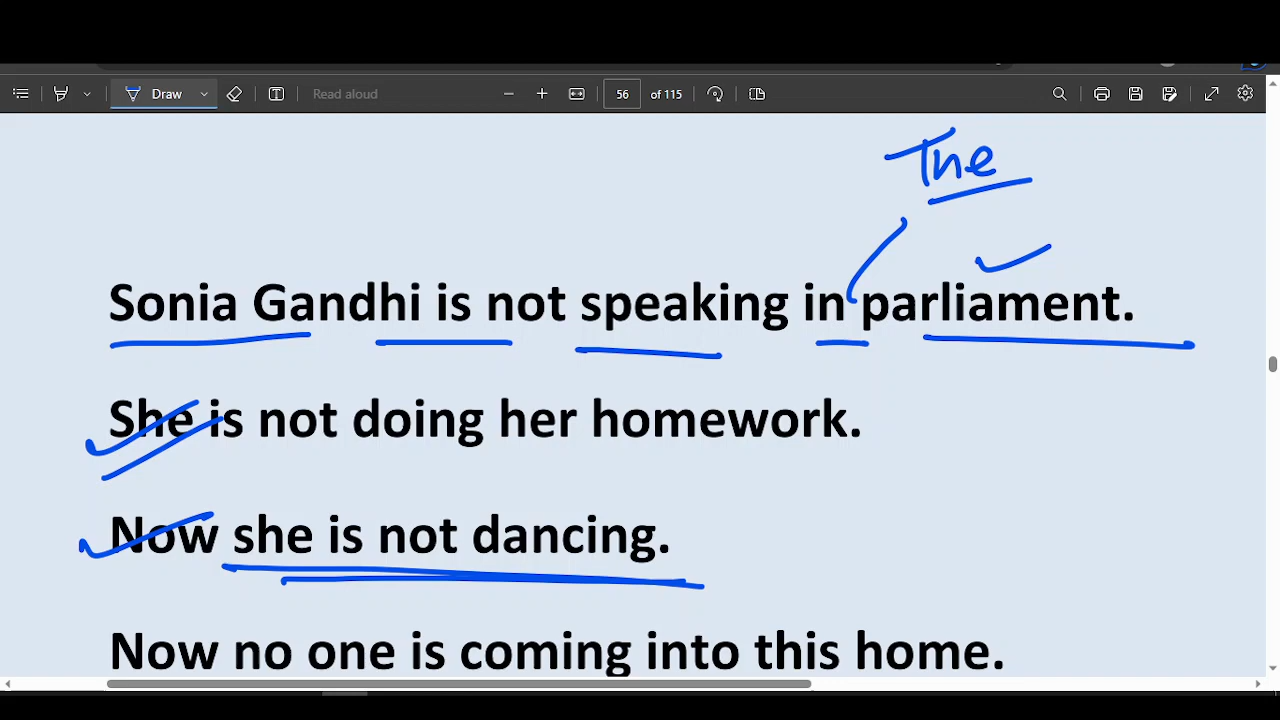 Draw Read aloud 56 of 115
The
Sonia Gandhi is not speaking in parliament.
She is not doing her homework.
Now she is not dancing.
Now no one is coming into this home.